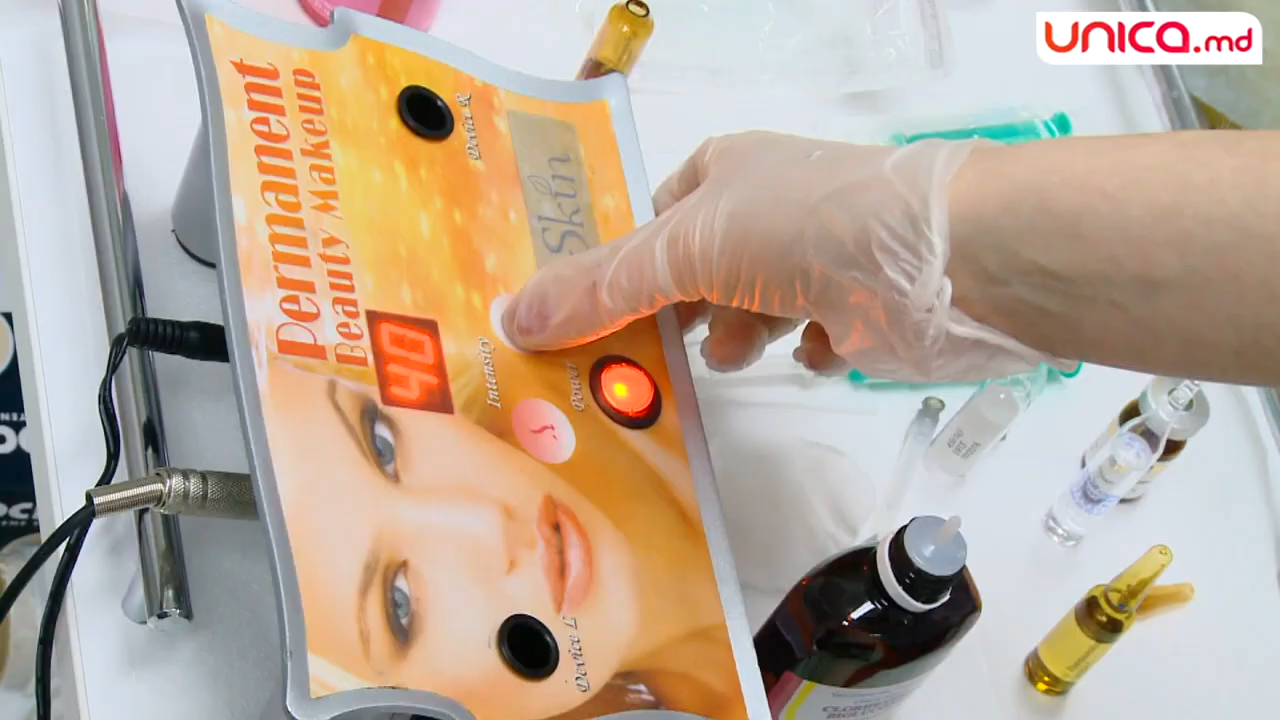 unica.md
Permanent
Beauty Makeup
Device R
Skin
40
Intensity
Power
Device L